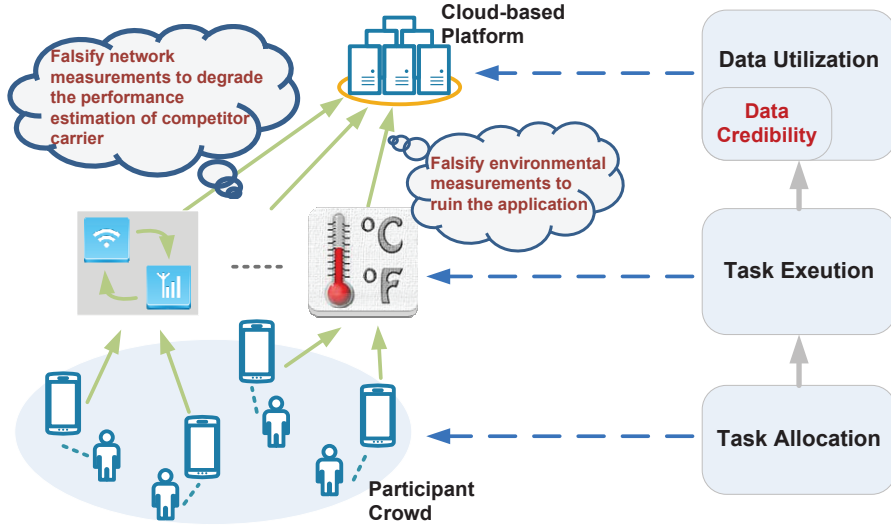 Cloud-based
Platform
Falsify network
measurements to degrade
the performance
estimation of competitor
carrier
Data Utilization
Data
Credibility
Falsify environmental
measurements to
ruin the application
°C
°F
Task Exeution
Task Allocation
Participant
Crowd